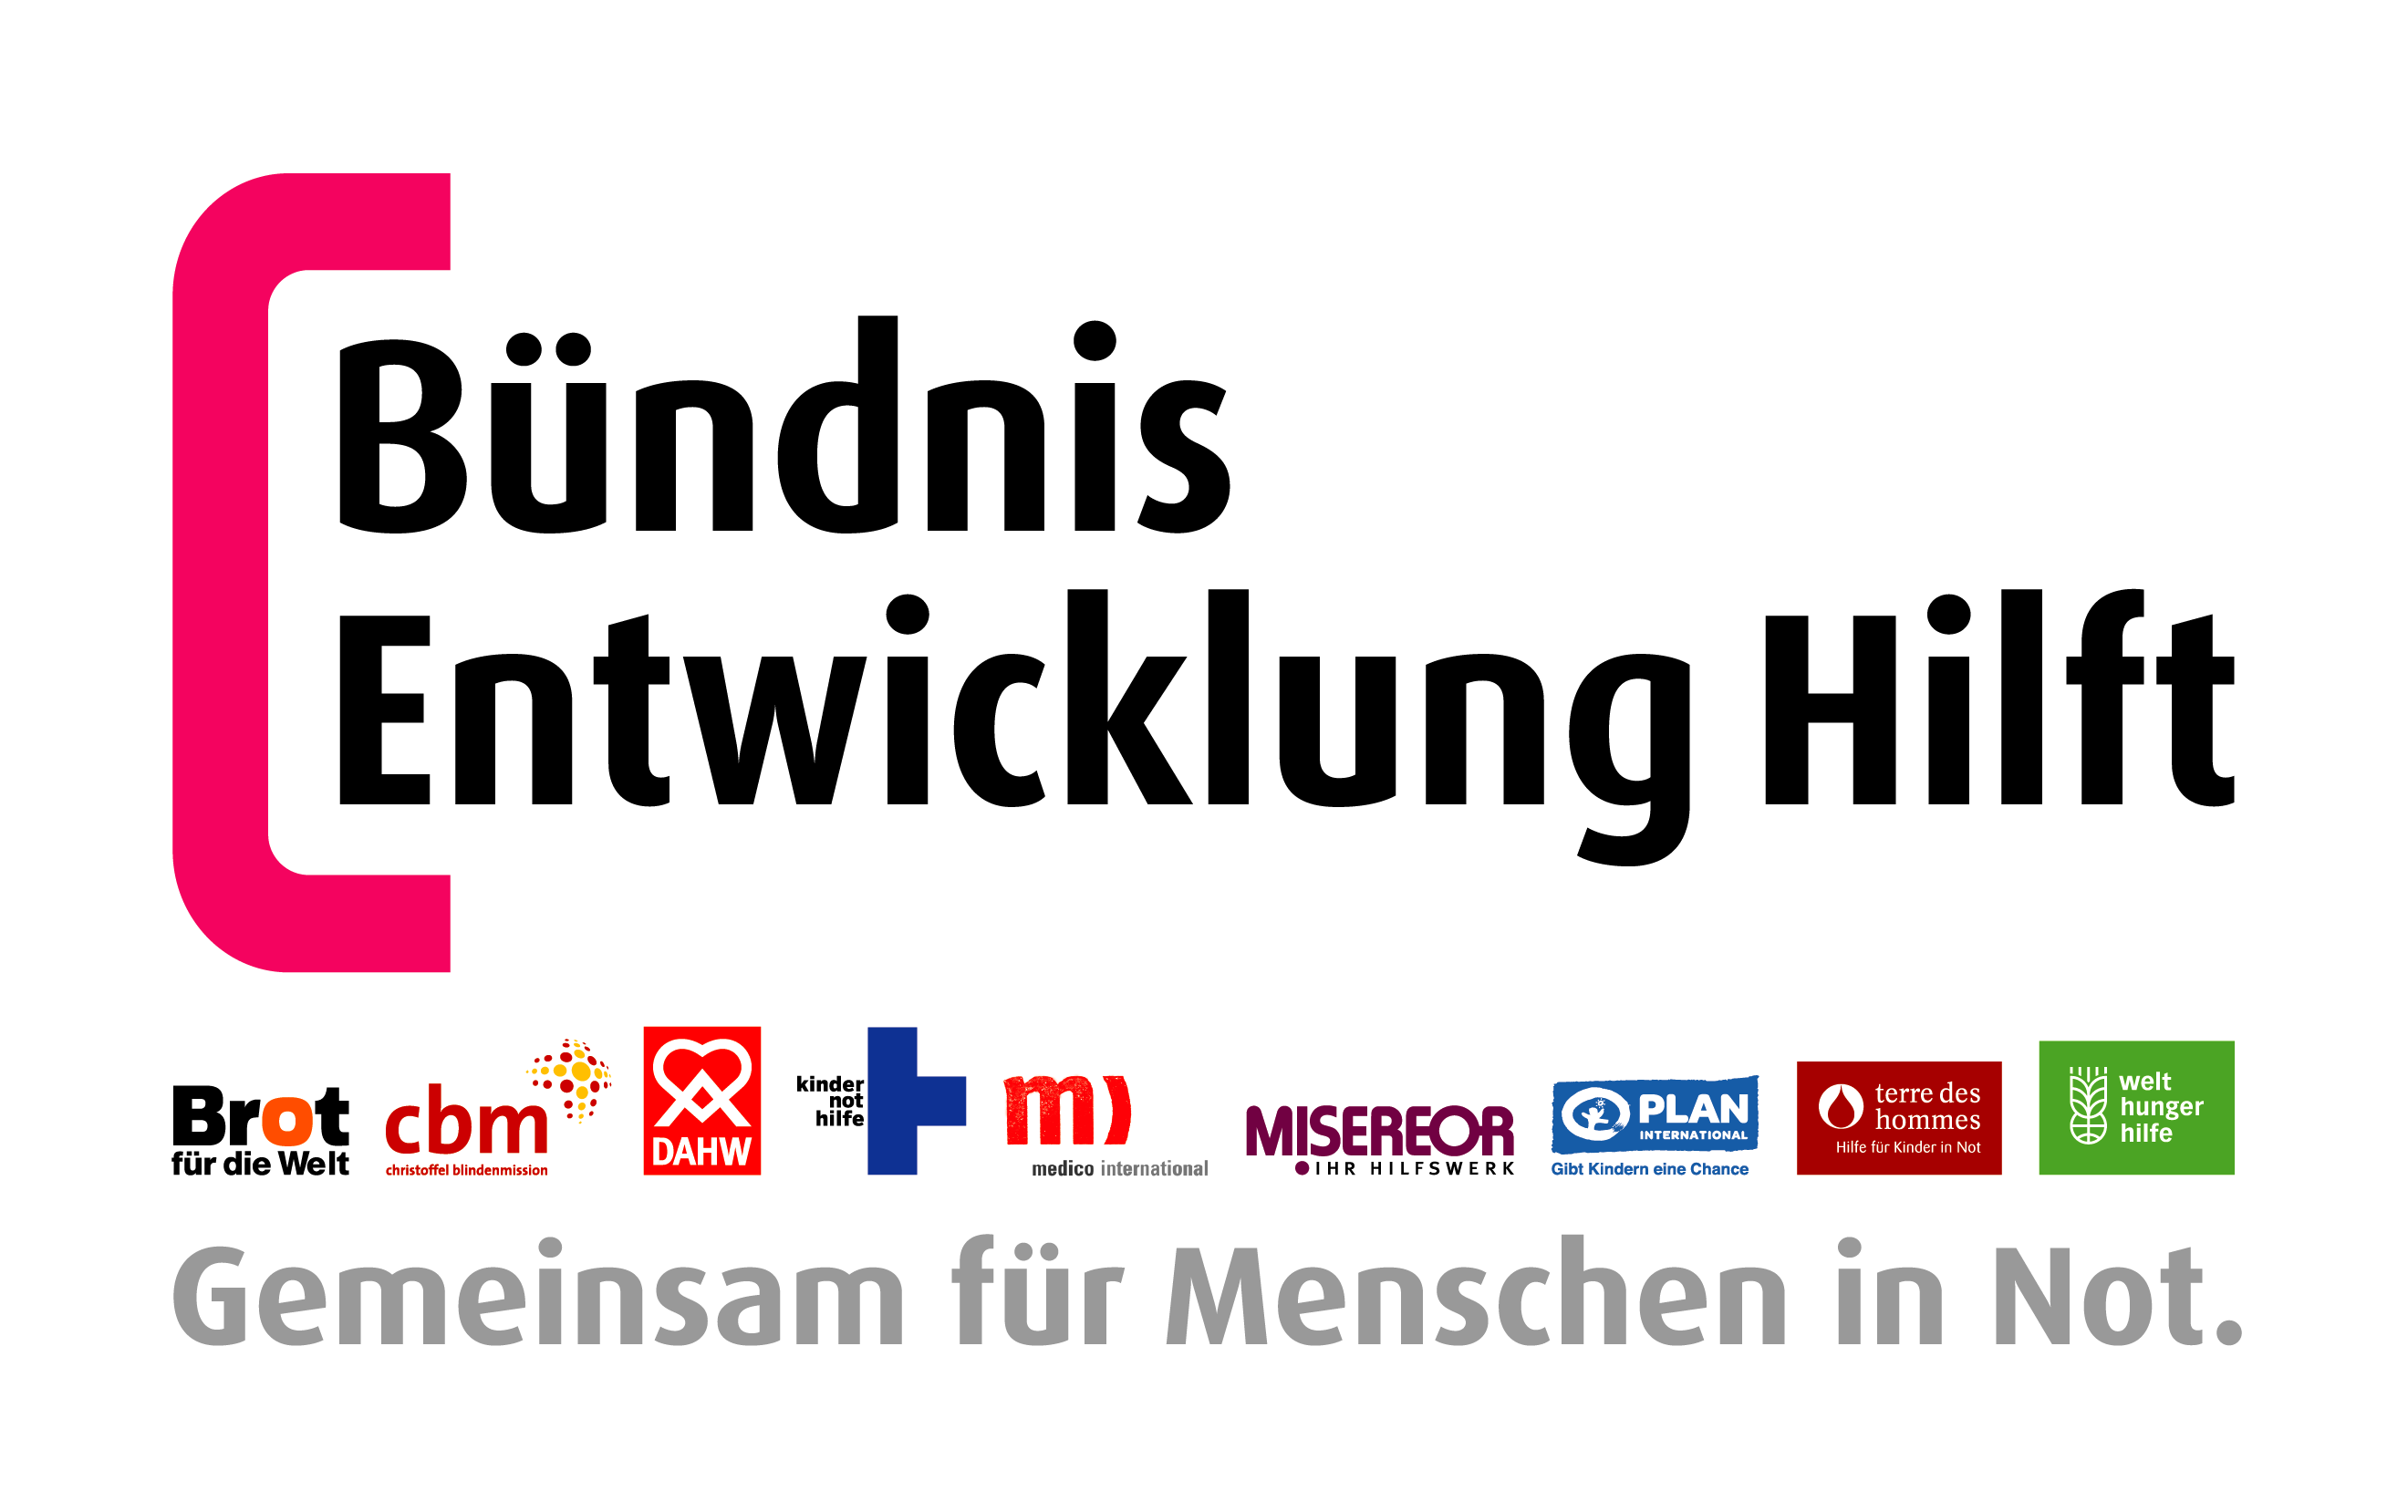 Bündnis
Entwicklung Hilft
Brot
für die Welt
cbm
christoffel blindenmission
DAHW
kinder
not
hilfe
m)
medico international
MISEREOR
IHR HILFSWERK
PLAN
INTERNATIONAL
Gibt Kindern eine Chance
terre des
hommes
Hilfe für Kinder in Not
welt
hunger
hilfe
Gemeinsam für Menschen in Not.